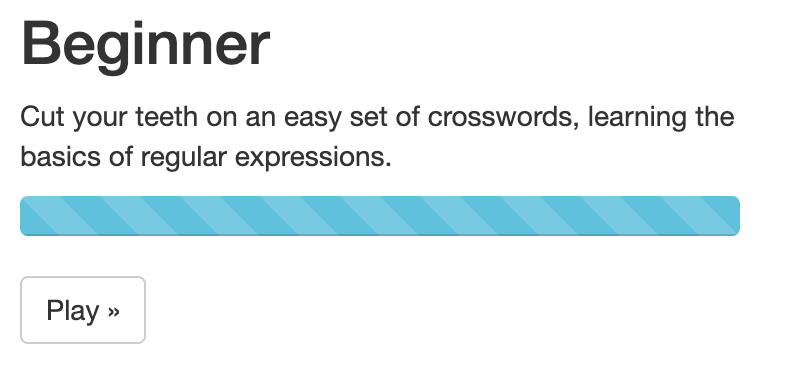 Beginner
Cut your teeth on an easy set of crosswords, learning the
basics of regular expressions.
Play »